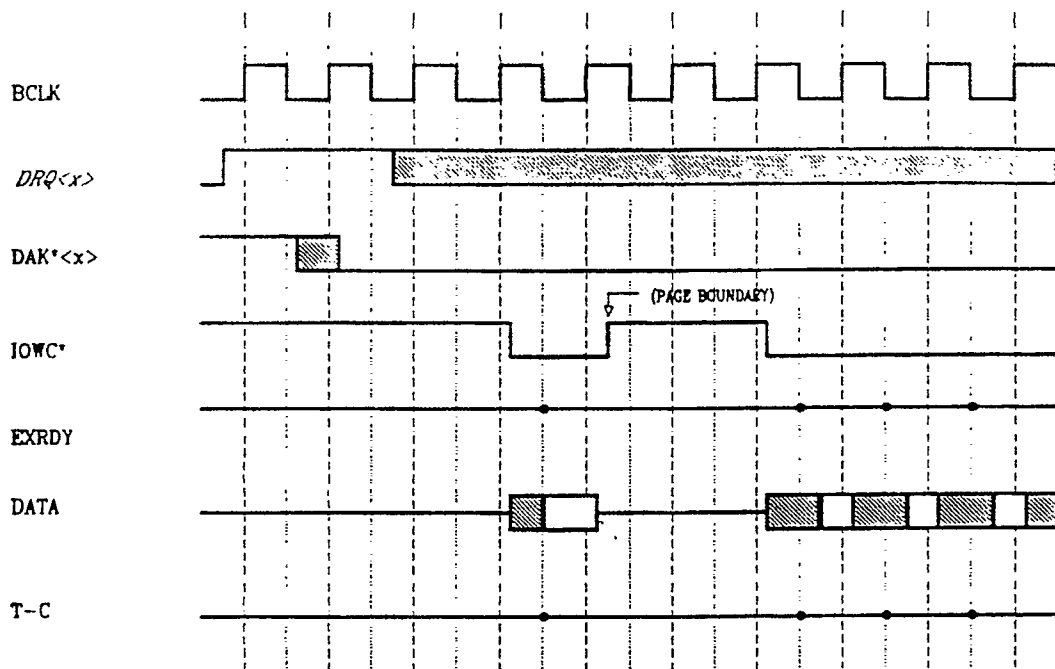 BCLK
DRQ<x>
DAK*<x>
(PAGE BOUNDARY)
IOWC*
EXRDY
DATA
T-C